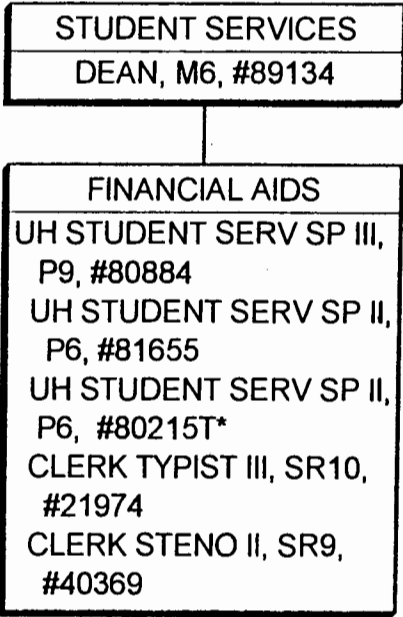 STUDENT SERVICES
DEAN, M6, #89134
FINANCIAL AIDS
UH STUDENT SERV SP III,
P9, #80884
UH STUDENT SERV SP II,
P6, #81655
UH STUDENT SERV SP II,
P6, #80215T*
CLERK TYPIST III, SR10,
#21974
CLERK STENO II, SR9,
#40369